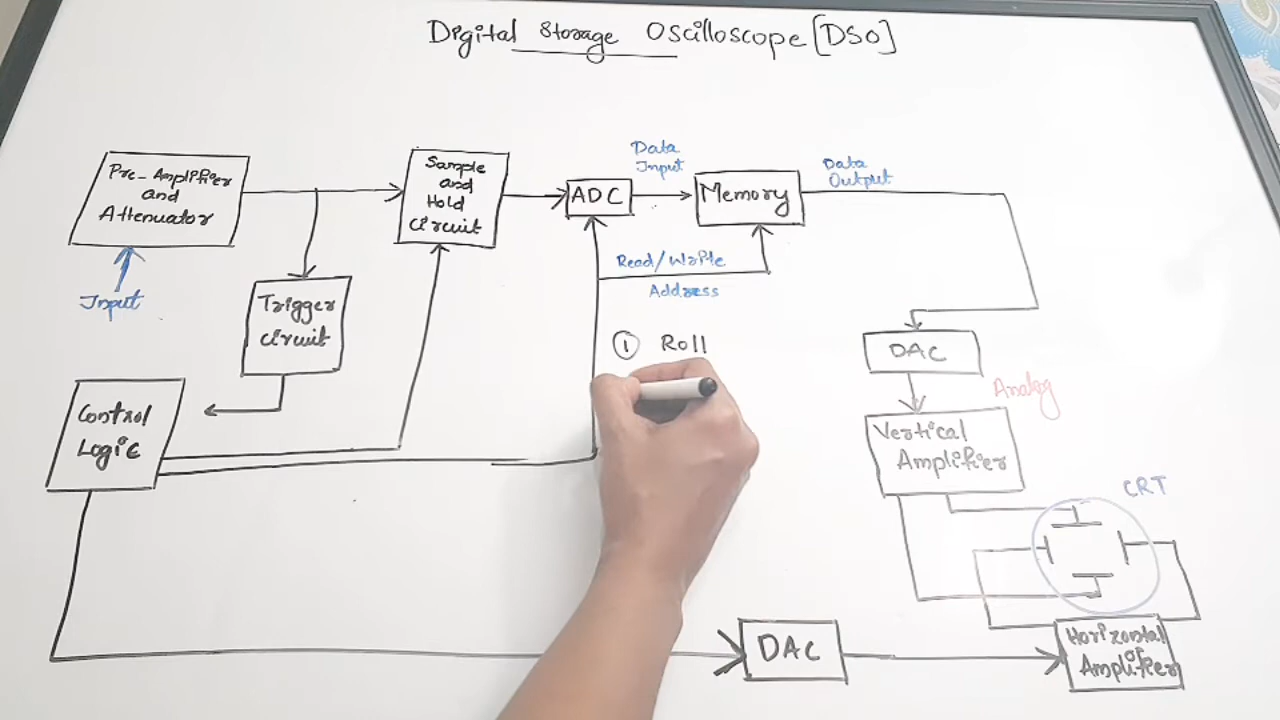 Digital Storage Oscilloscope [DSO]
Pre-Amplifier
and
Attenuator
Input
Trigger
Circuit
Control
Logic
Sample
and
Hold
Circuit
ADC
Data
Input
Memory
Data
Output
Read/Write
Address
① Roll
DAC
Analog
Vertical
Amplifier
CRT
DAC
Horizontal
Amplifier